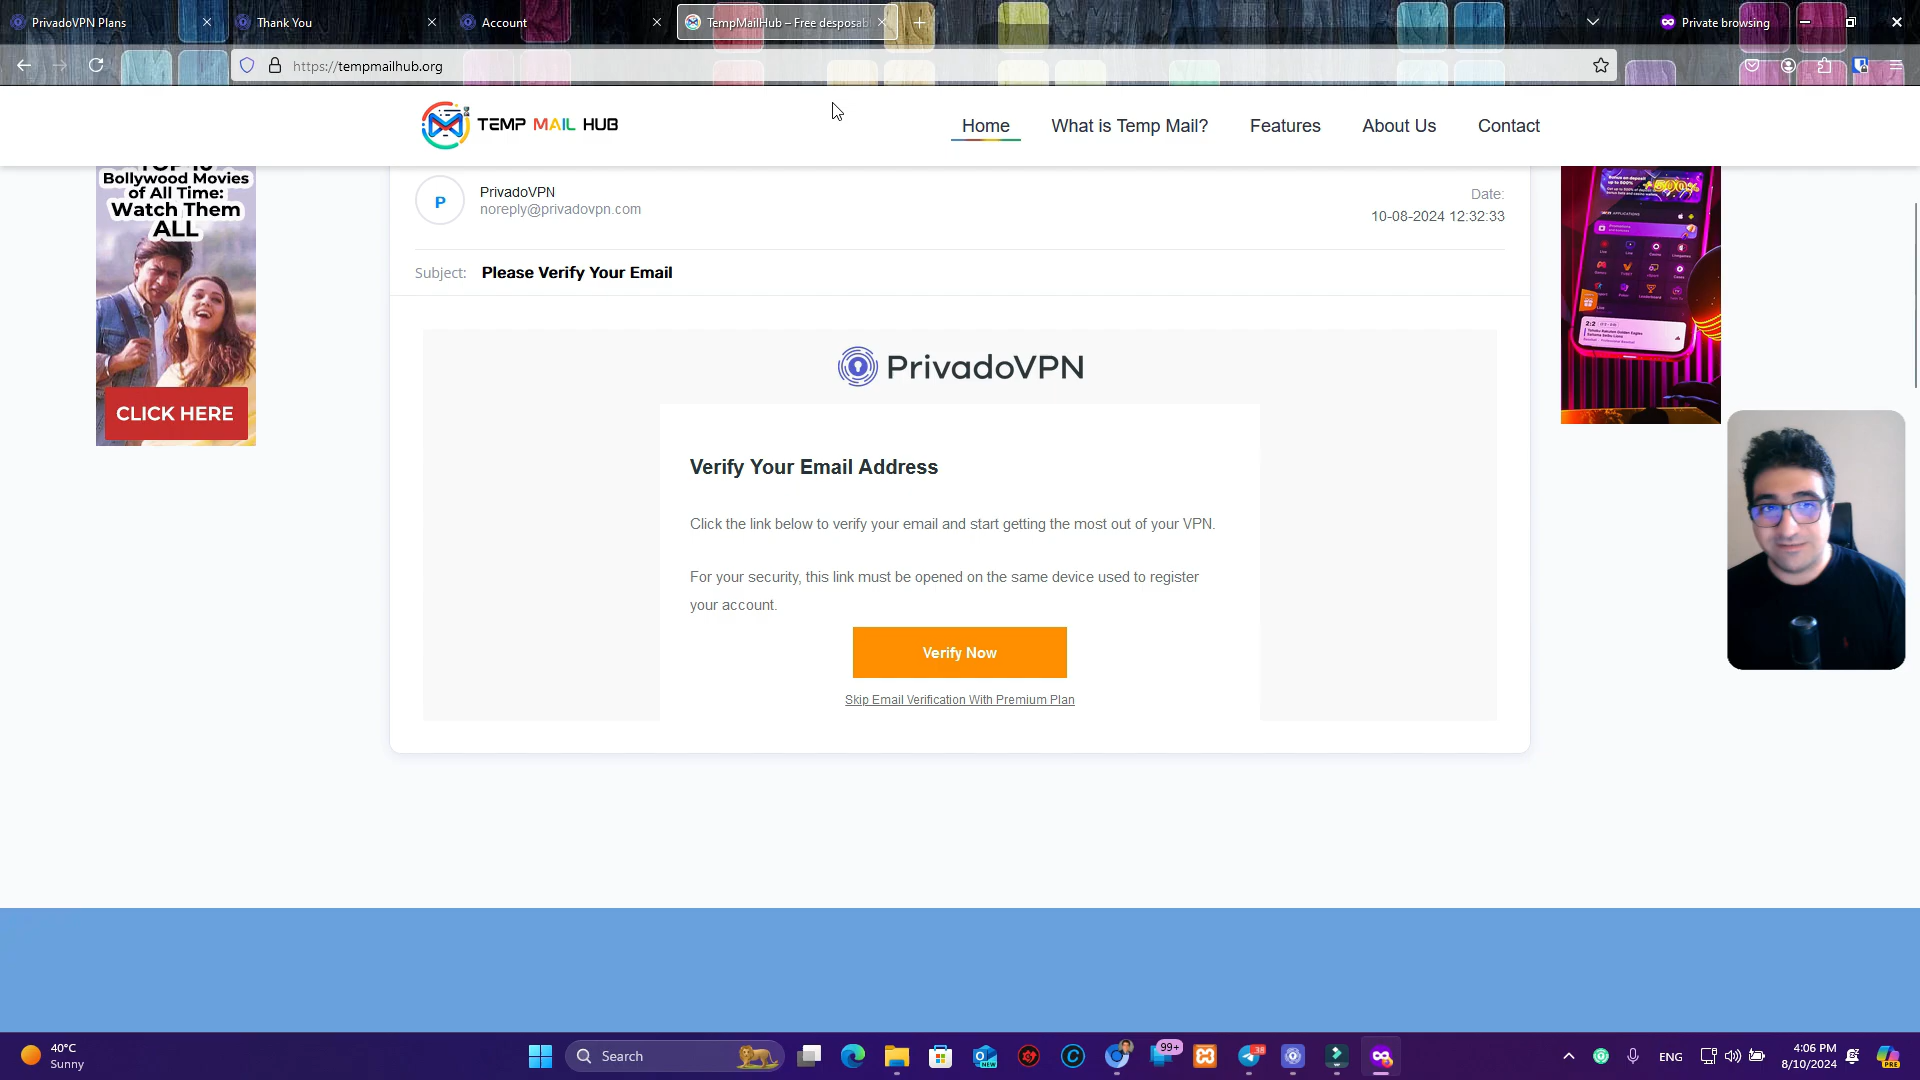 PrivadoVPN Plans
Thank You
Account
TempMailHub – Free desposab
Private browsing
https://tempmailhub.org
TEMP MAIL HUB
Home
What is Temp Mail?
Features
About Us
Contact
TOP 10
Bollywood Movies
of All Time:
Watch Them
ALL
CLICK HERE
P
PrivadoVPN
noreply@privadovpn.com
Date:
10-08-2024 12:32:33
Subject: Please Verify Your Email
PrivadoVPN
Verify Your Email Address
Click the link below to verify your email and start getting the most out of your VPN.
For your security, this link must be opened on the same device used to register
your account.
Verify Now
Skip Email Verification With Premium Plan
40°C
Sunny
Search
NEW
99+
38
ENG
4:06 PM
8/10/2024
PRE